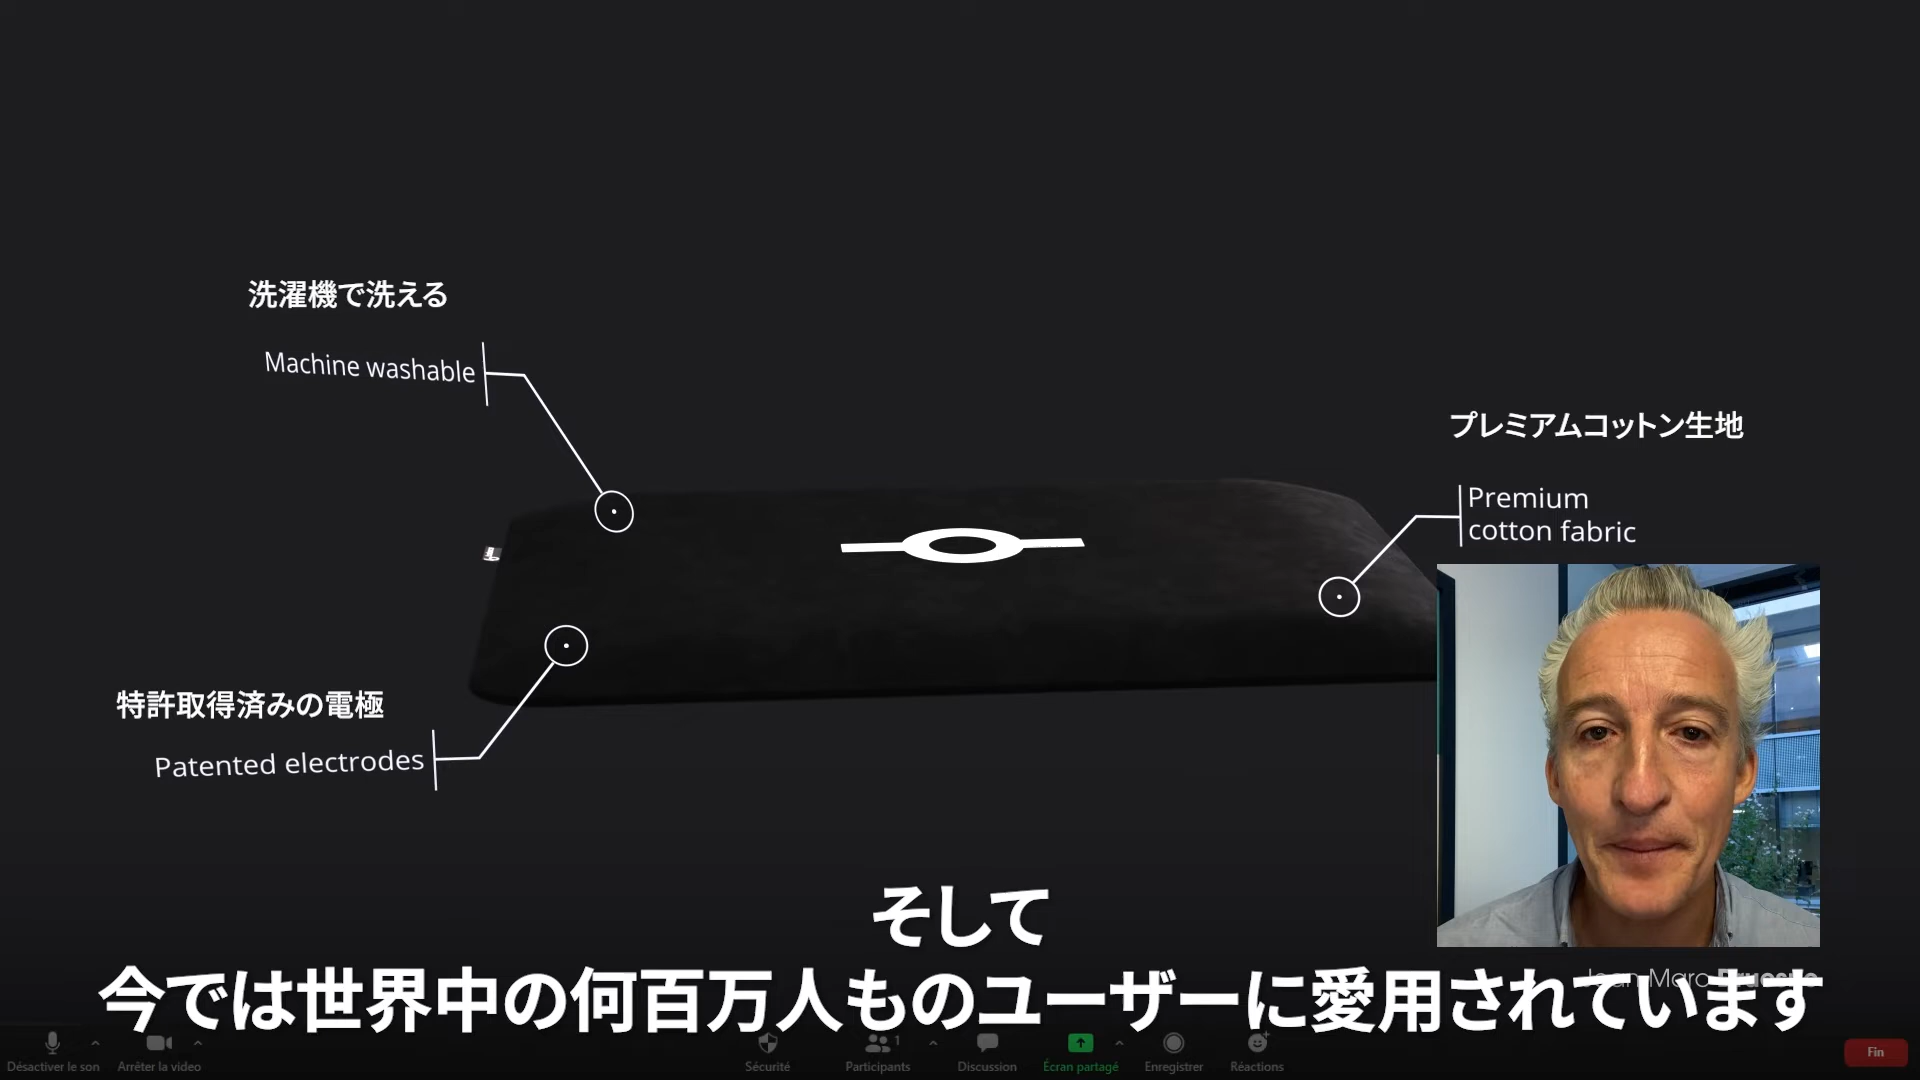 洗濯機で洗える
Machine washable
プレミアムコットン生地
Premium
cotton fabric
特許取得済みの電極
Patented electrodes
そして
今では世界中の何百万人ものユーザーに愛用されています
Jean-Marc
Désactiver le son
Arrêter la video
Sécurité
1
Participants
Discussion
Écran partagé
Enregistrer
Réactions
Fin